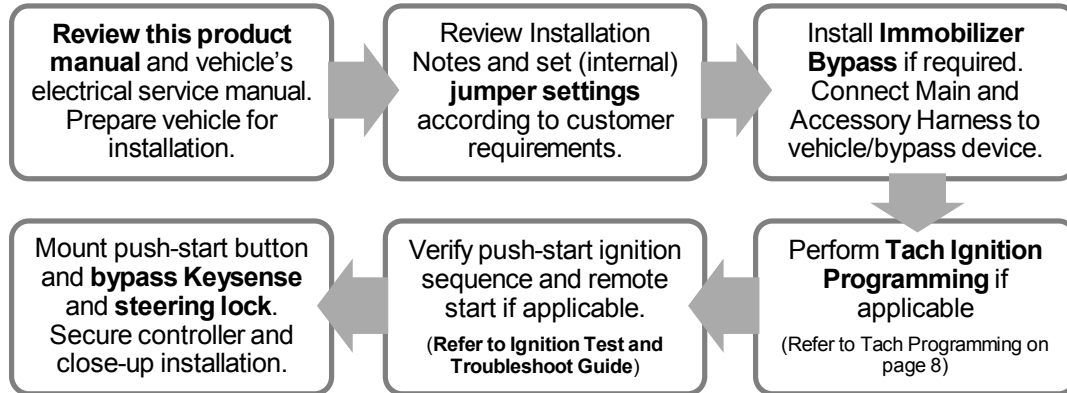 Review this product
manual and vehicle's
electrical service manual.
Prepare vehicle for
installation.
Review Installation
Notes and set (internal)
jumper settings
according to customer
requirements.
Install Immobilizer
Bypass if required.
Connect Main and
Accessory Harness to
vehicle/bypass device.
Perform Tach Ignition
Programming if
applicable
(Refer to Tach Programming on
page 8)
Verify push-start ignition
sequence and remote
start if applicable.
(Refer to Ignition Test and
Troubleshoot Guide)
Mount push-start button
and bypass Keysense
and steering lock.
Secure controller and
close-up installation.